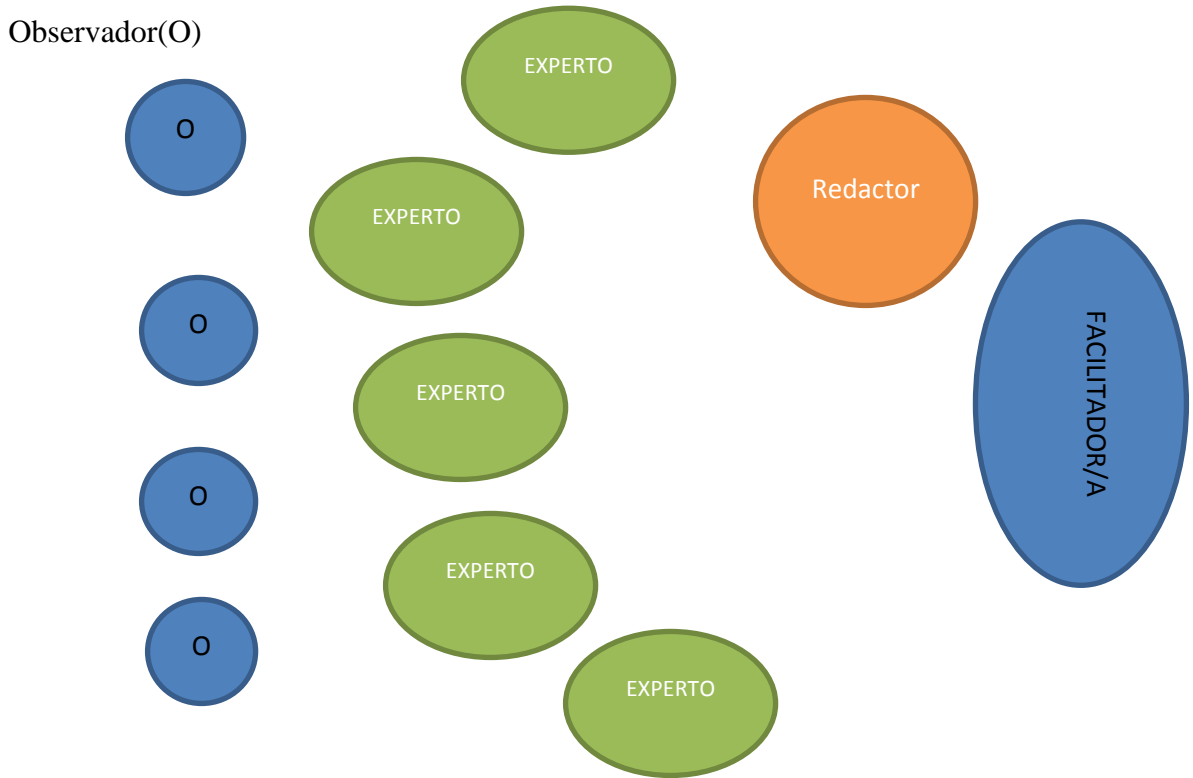 Observador(O)
EXPERTO
O
Redactor
EXPERTO
O
FACILITADOR/A
EXPERTO
O
EXPERTO
O
EXPERTO